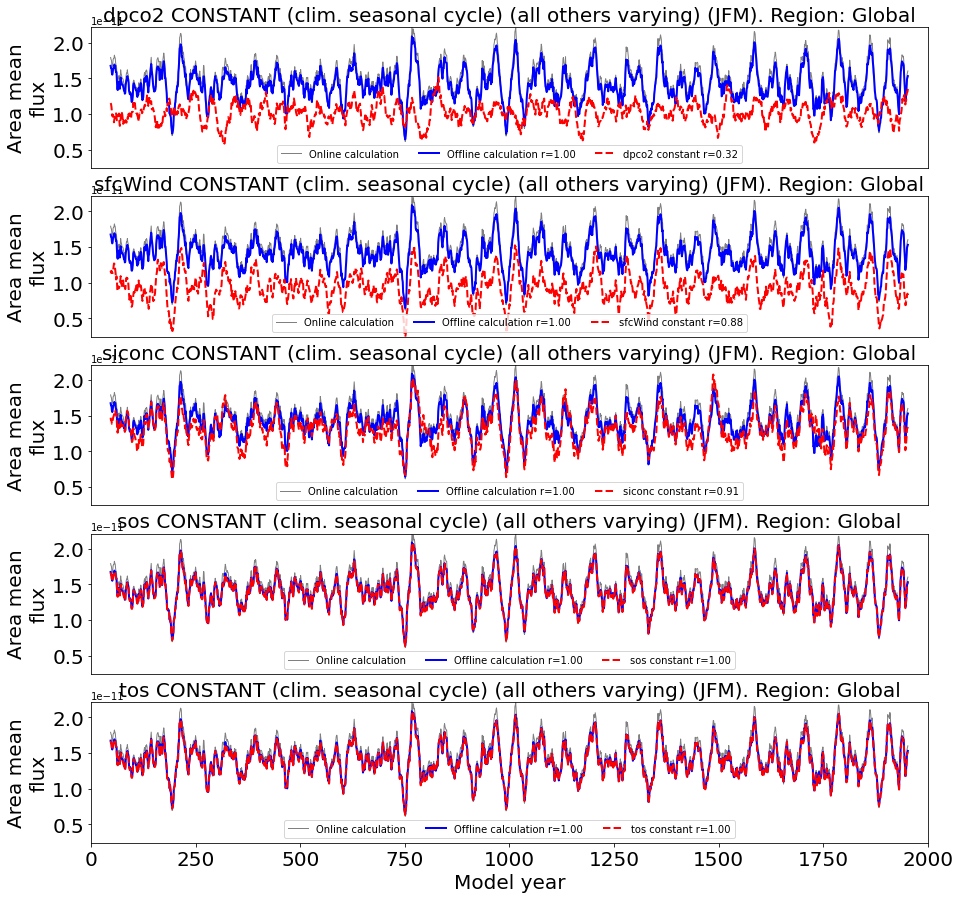 dpco2 CONSTANT (clim. seasonal cycle) (all others varying) (JFM). Region: Global
1e−11
2.0
1.5
1.0
0.5
Area mean
flux
Online calculation
Offline calculation r=1.00
dpco2 constant r=0.32
sfcWind CONSTANT (clim. seasonal cycle) (all others varying) (JFM). Region: Global
1e−11
2.0
1.5
1.0
0.5
Area mean
flux
Online calculation
Offline calculation r=1.00
sfcWind constant r=0.88
siconc CONSTANT (clim. seasonal cycle) (all others varying) (JFM). Region: Global
1e−11
2.0
1.5
1.0
0.5
Area mean
flux
Online calculation
Offline calculation r=1.00
siconc constant r=0.91
sos CONSTANT (clim. seasonal cycle) (all others varying) (JFM). Region: Global
1e−11
2.0
1.5
1.0
0.5
Area mean
flux
Online calculation
Offline calculation r=1.00
sos constant r=1.00
tos CONSTANT (clim. seasonal cycle) (all others varying) (JFM). Region: Global
1e−11
2.0
1.5
1.0
0.5
Area mean
flux
Online calculation
Offline calculation r=1.00
tos constant r=1.00
0 250 500 750 1000 1250 1500 1750 2000
Model year